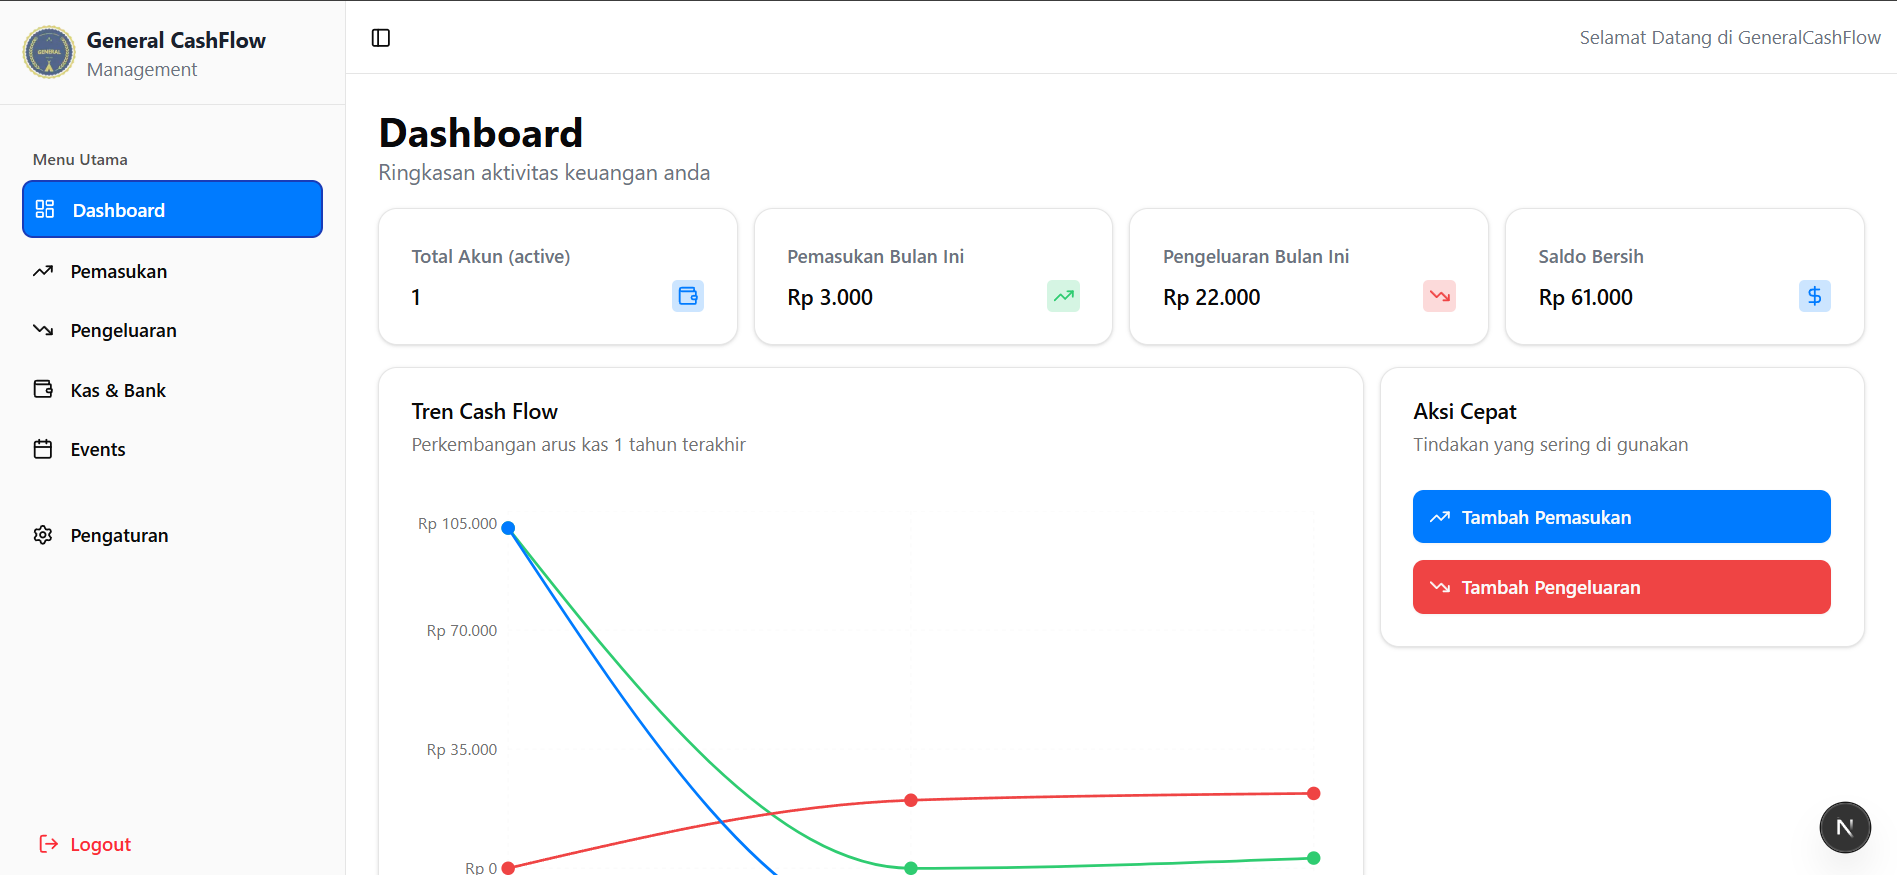 GENERAL
General CashFlow
Management
Selamat Datang di GeneralCashFlow
Menu Utama
Dashboard
Pemasukan
Pengeluaran
Kas & Bank
Events
Pengaturan
Logout
Dashboard
Ringkasan aktivitas keuangan anda
Total Akun (active)
1
Pemasukan Bulan Ini
Rp 3.000
Pengeluaran Bulan Ini
Rp 22.000
Saldo Bersih
Rp 61.000
$
Tren Cash Flow
Perkembangan arus kas 1 tahun terakhir
Rp 105.000
Rp 70.000
Rp 35.000
Rp 0
Aksi Cepat
Tindakan yang sering di gunakan
Tambah Pemasukan
Tambah Pengeluaran
N